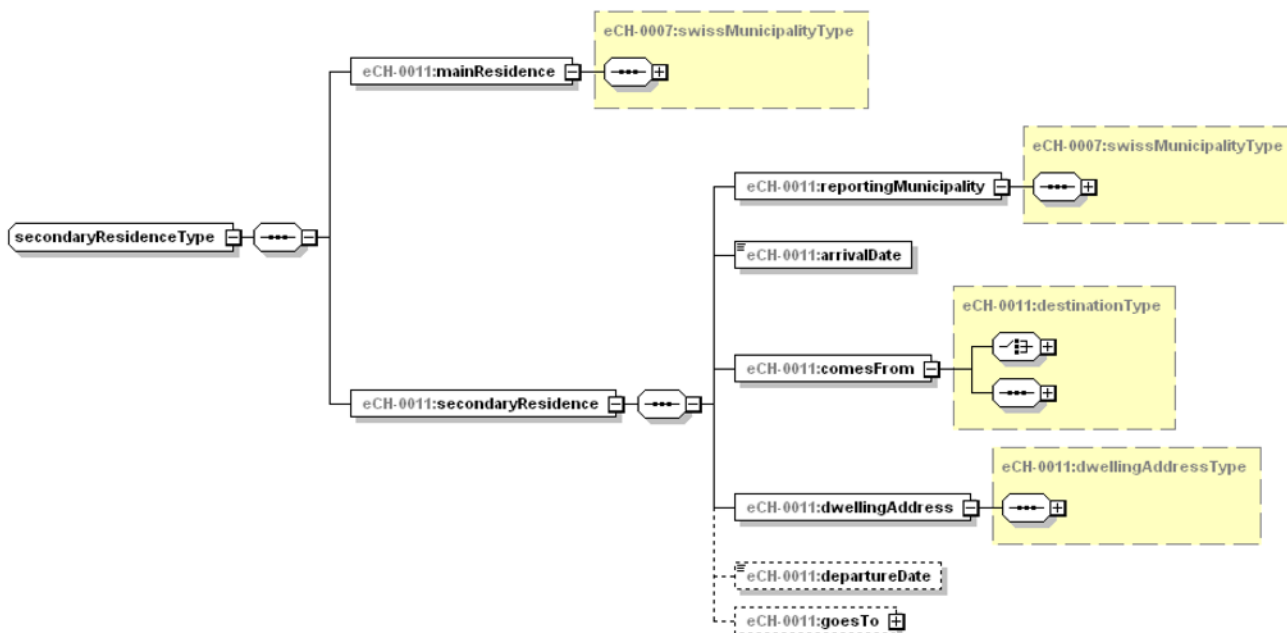 eCH-0007:swissMunicipalityType
eCH-0011:mainResidence
eCH-0007:swissMunicipalityType
eCH-0011:reportingMunicipality
secondaryResidenceType
eCH-0011:arrivalDate
eCH-0011:destinationType
eCH-0011:comesFrom
eCH-0011:secondaryResidence
eCH-0011:dwellingAddressType
eCH-0011:dwellingAddress
eCH-0011:departureDate
eCH-0011:goesTo